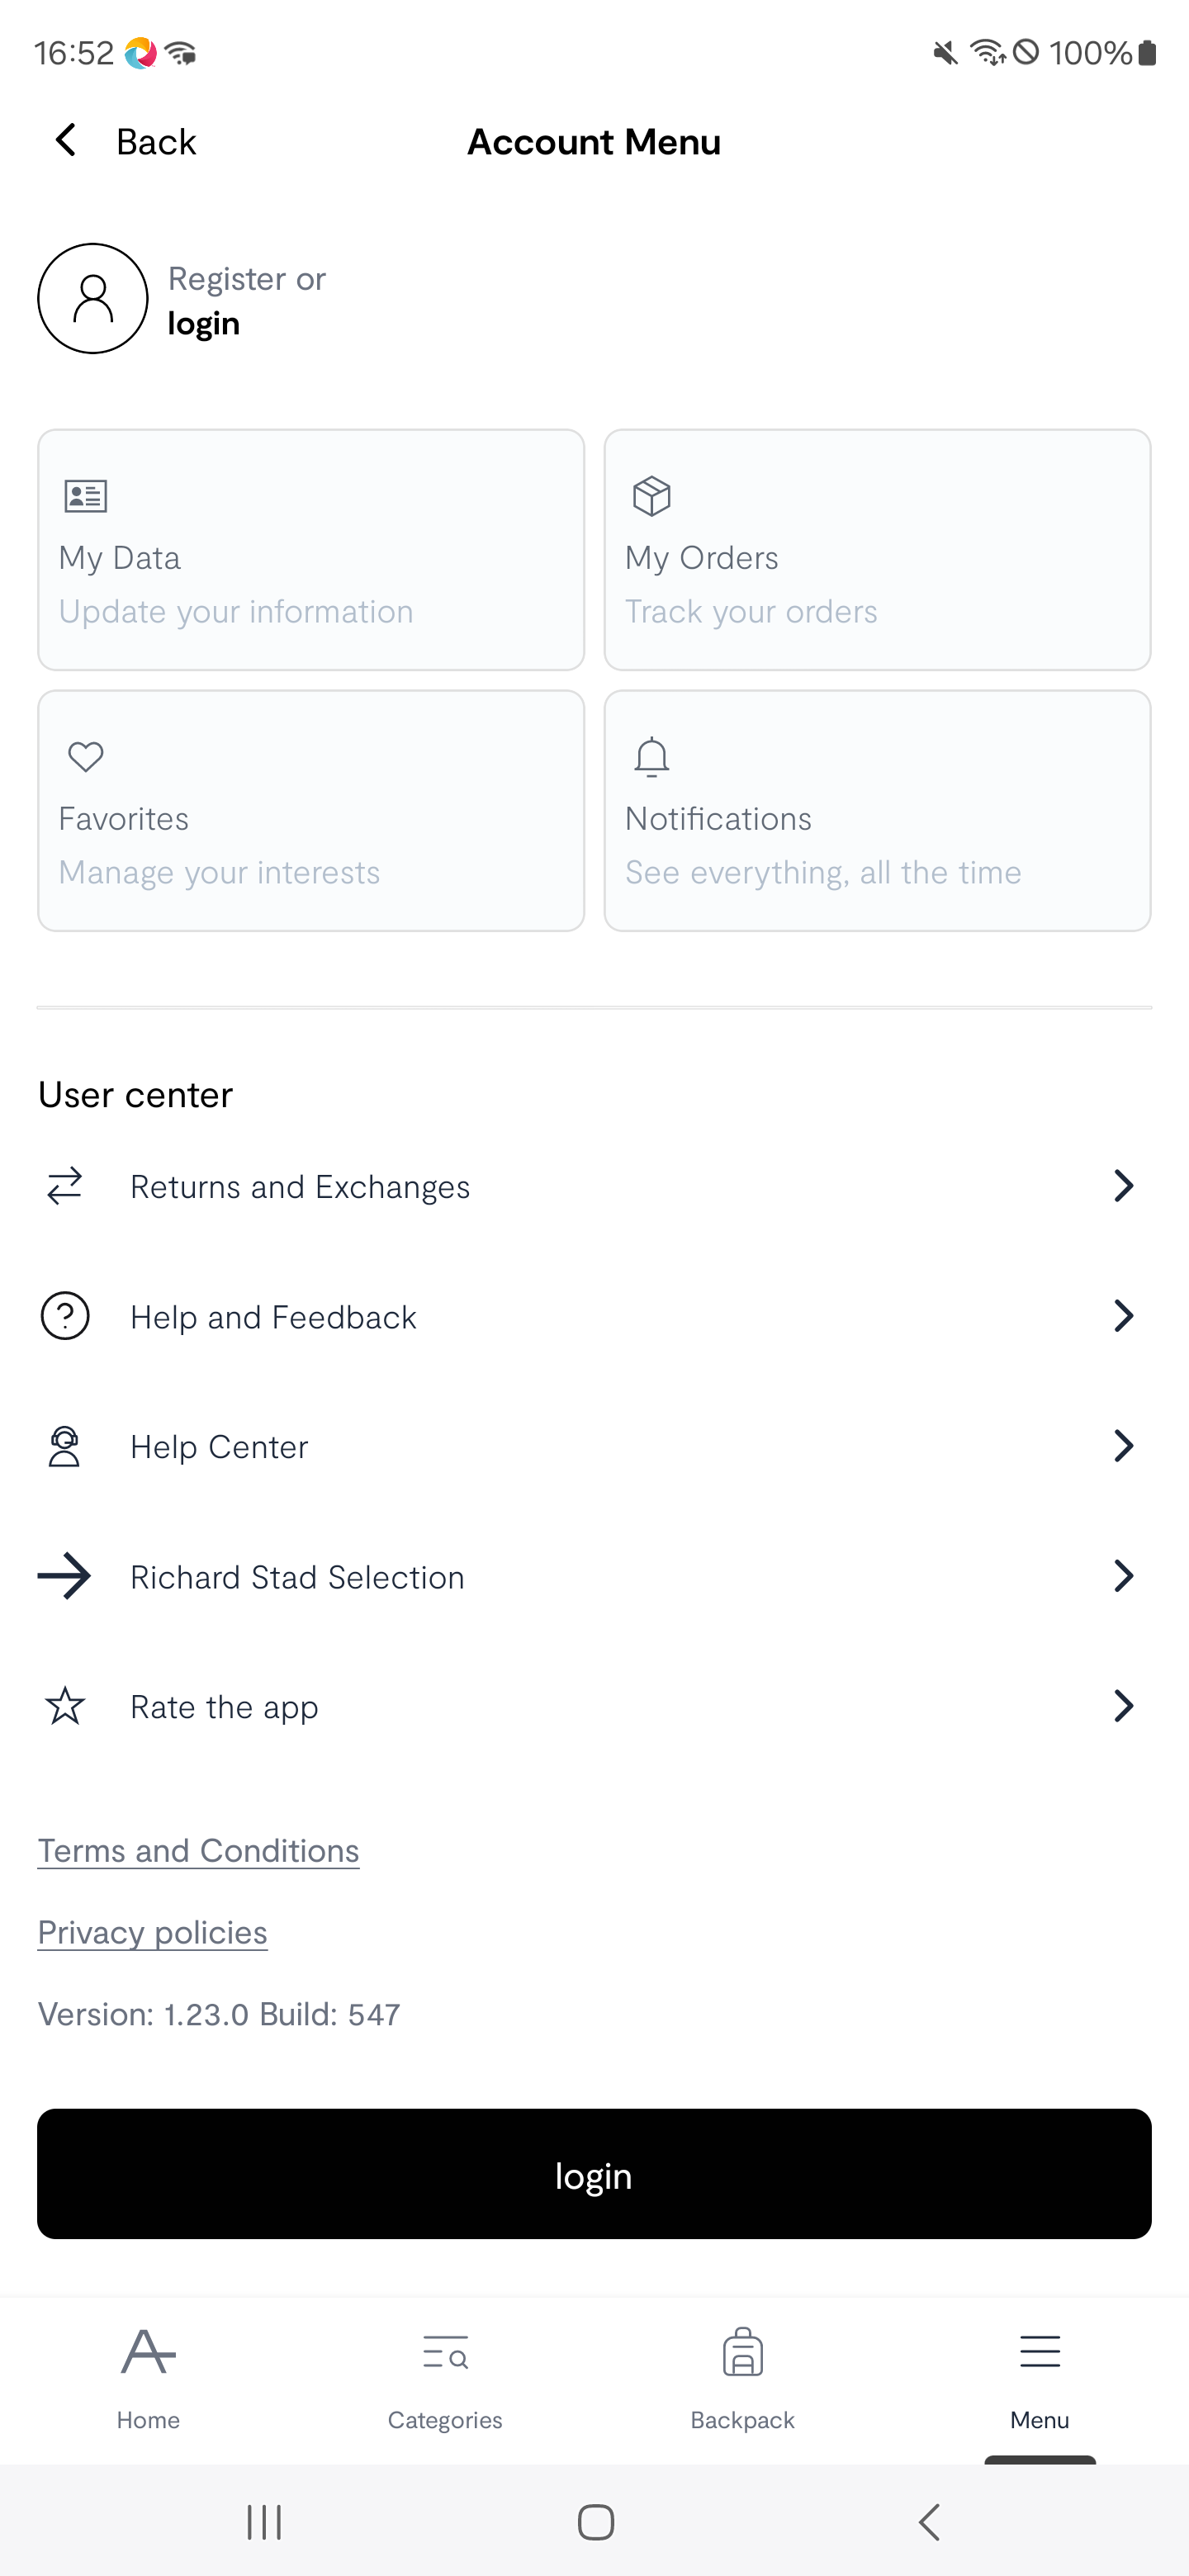 16:52
100%
Back
Account Menu
Register or
login
My Data
Update your information
My Orders
Track your orders
Favorites
Manage your interests
Notifications
See everything, all the time
User center
Returns and Exchanges
Help and Feedback
Help Center
Richard Stad Selection
Rate the app
Terms and Conditions
Privacy policies
Version: 1.23.0 Build: 547
login
Home
Categories
Backpack
Menu